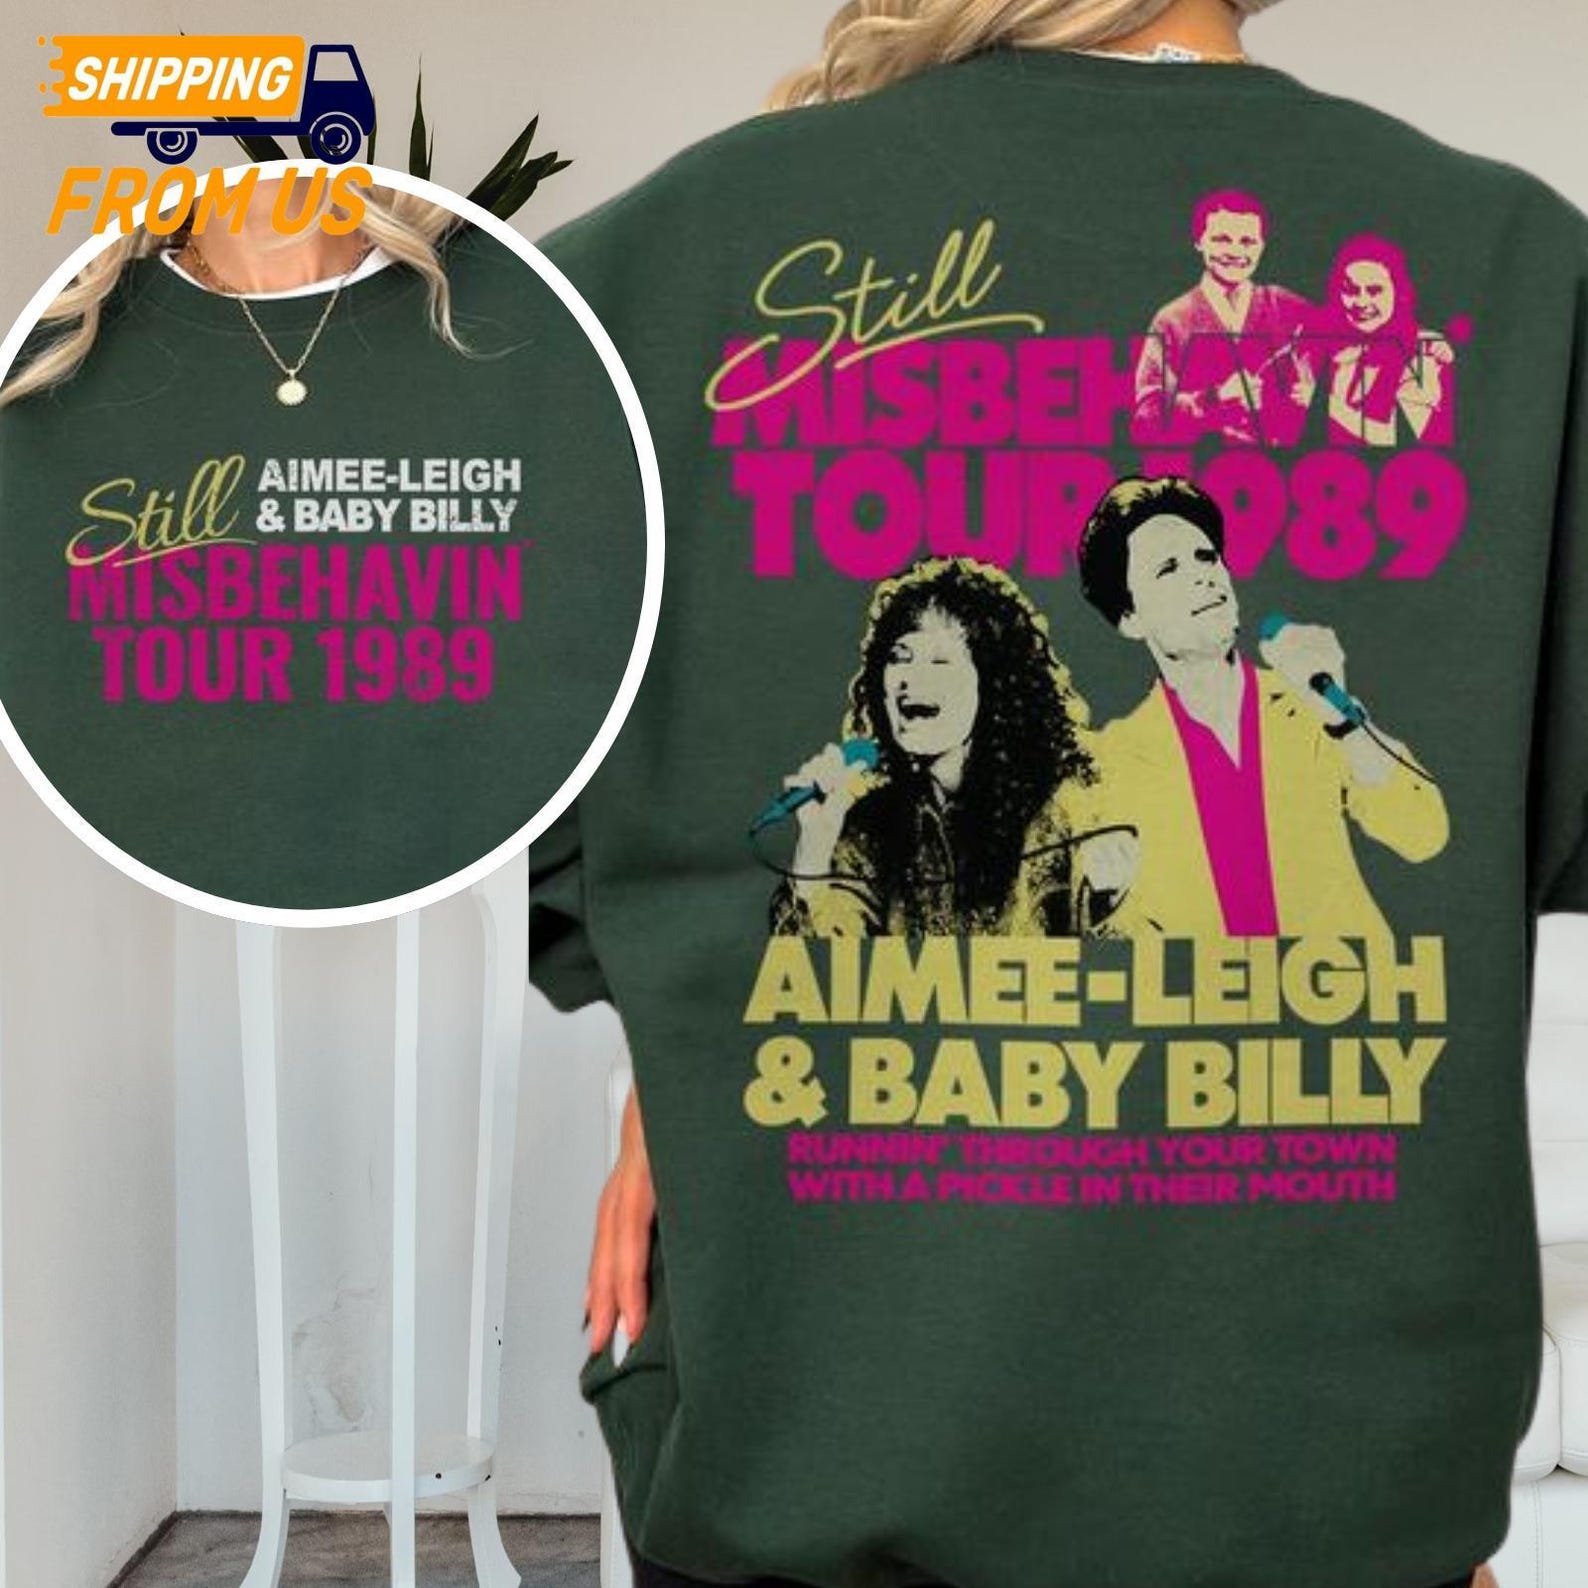 SHIPPING
FROM US
Still AIMEE-LEIGH
& BABY BILLY
MISBEHAVIN'
TOUR 1989
Still
MISBEHAVIN'
TOUR 1989
AIMEE-LEIGH
& BABY BILLY
RUNNIN' THROUGH YOUR TOWN
WITH A PICKLE IN THEIR MOUTH